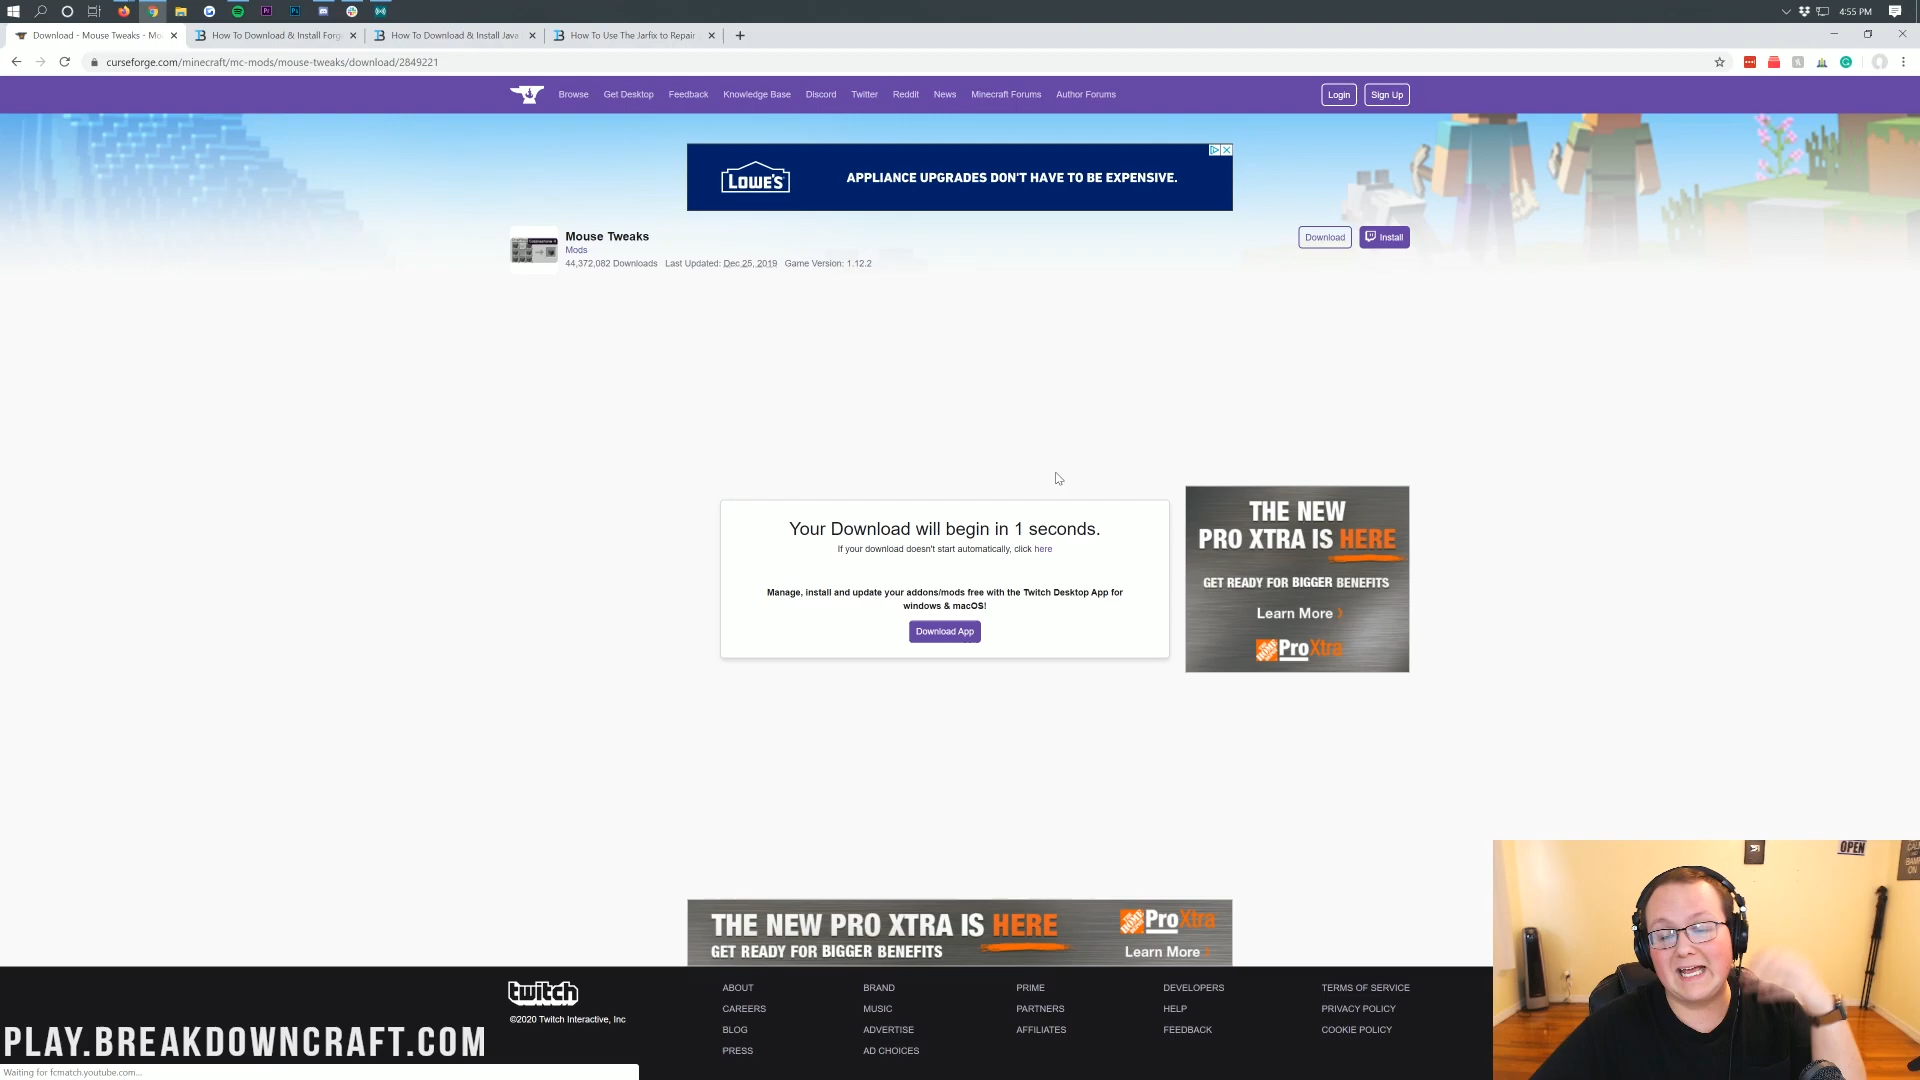 4:55 PM
Download - Mouse Tweaks - Mo
How To Download & Install Forg
How To Download & Install Java
How To Use The Jarfix to Repair
curseforge.com/minecraft/mc-mods/mouse-tweaks/download/2849221
Browse Get Desktop Feedback Knowledge Base Discord Twitter Reddit News Minecraft Forums Author Forums
Login Sign Up
LOWE'S
APPLIANCE UPGRADES DON'T HAVE TO BE EXPENSIVE.
Mouse Tweaks
Mods
44,372,082 Downloads Last Updated: Dec 25, 2019 Game Version: 1.12.2
Download Install
Your Download will begin in 1 seconds.
If your download doesn't start automatically, click here
Manage, install and update your addons/mods free with the Twitch Desktop App for
windows & macOS!
Download App
THE NEW
PRO XTRA IS HERE
GET READY FOR BIGGER BENEFITS
Learn More
Pro Xtra
THE NEW PRO XTRA IS HERE
GET READY FOR BIGGER BENEFITS
Pro Xtra
Learn More
OPEN
twitch
©2020 Twitch Interactive, Inc
ABOUT
CAREERS
BLOG
PRESS
BRAND
MUSIC
ADVERTISE
AD CHOICES
PRIME
PARTNERS
AFFILIATES
DEVELOPERS
HELP
FEEDBACK
TERMS OF SERVICE
PRIVACY POLICY
COOKIE POLICY
PLAY.BREAKDOWNCRAFT.COM
Waiting for fcmatch.youtube.com...